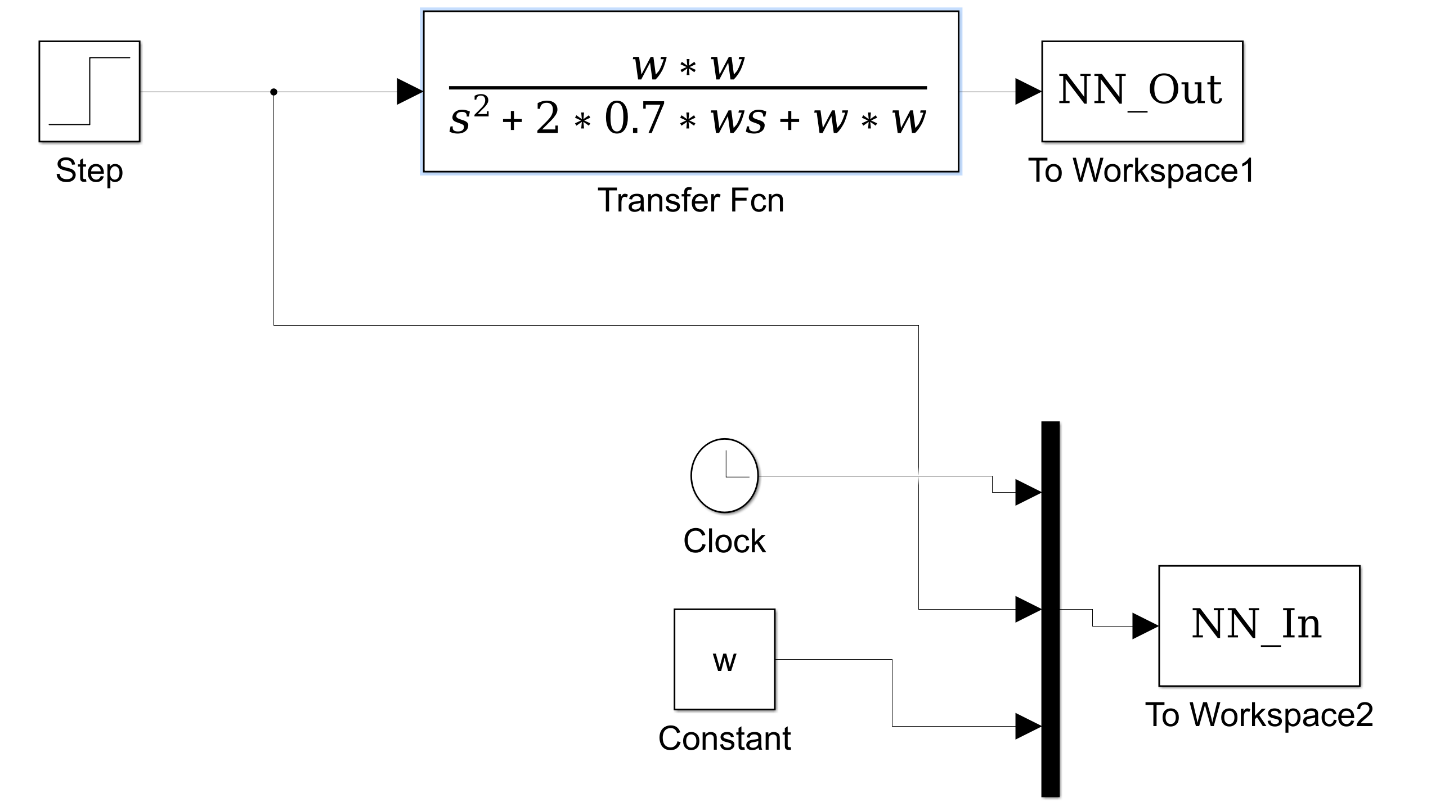 w * w
s² + 2 * 0.7 * ws + w * w
NN_Out
Step
To Workspace1
Transfer Fcn
Clock
w
NN_In
Constant
To Workspace2